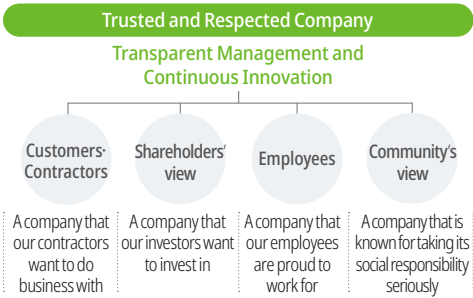 Trusted and Respected Company
Transparent Management and
Continuous Innovation
Customers·
Contractors
Shareholders'
view
Employees
Community's
view
A company that
our contractors
want to do
business with
A company that
our investors want
to invest in
A company that
our employees
are proud to
work for
A company that is
known for taking its
social responsibility
seriously